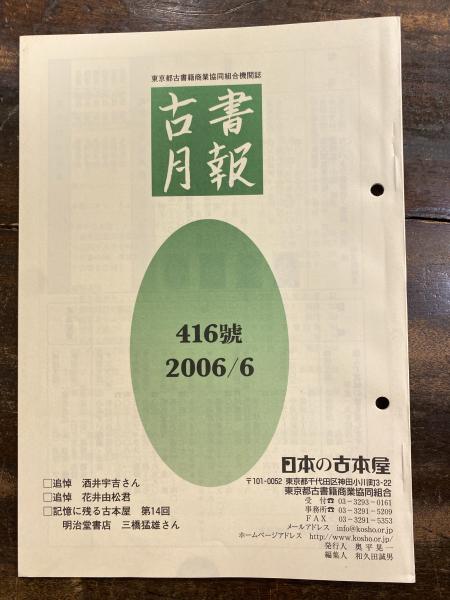 東京都古書籍商業協同組合機関誌
古書
月報
416號
2006/6
□追悼 酒井宇吉さん
□追悼 花井由松君
□記憶に残る古本屋 第14回
明治堂書店 三橋猛雄さん
日本の古本屋
〒101-0052 東京都千代田区神田小川町3-22
東京都古書籍商業協同組合
受付☎ 03-3293-0161
事務所☎ 03-3291-5209
FAX 03-3291-5353
メールアドレス info@kosho.or.jp
ホームページアドレス http://www.kosho.or.jp/
発行人 奥平晃一
編集人 和久田誠男